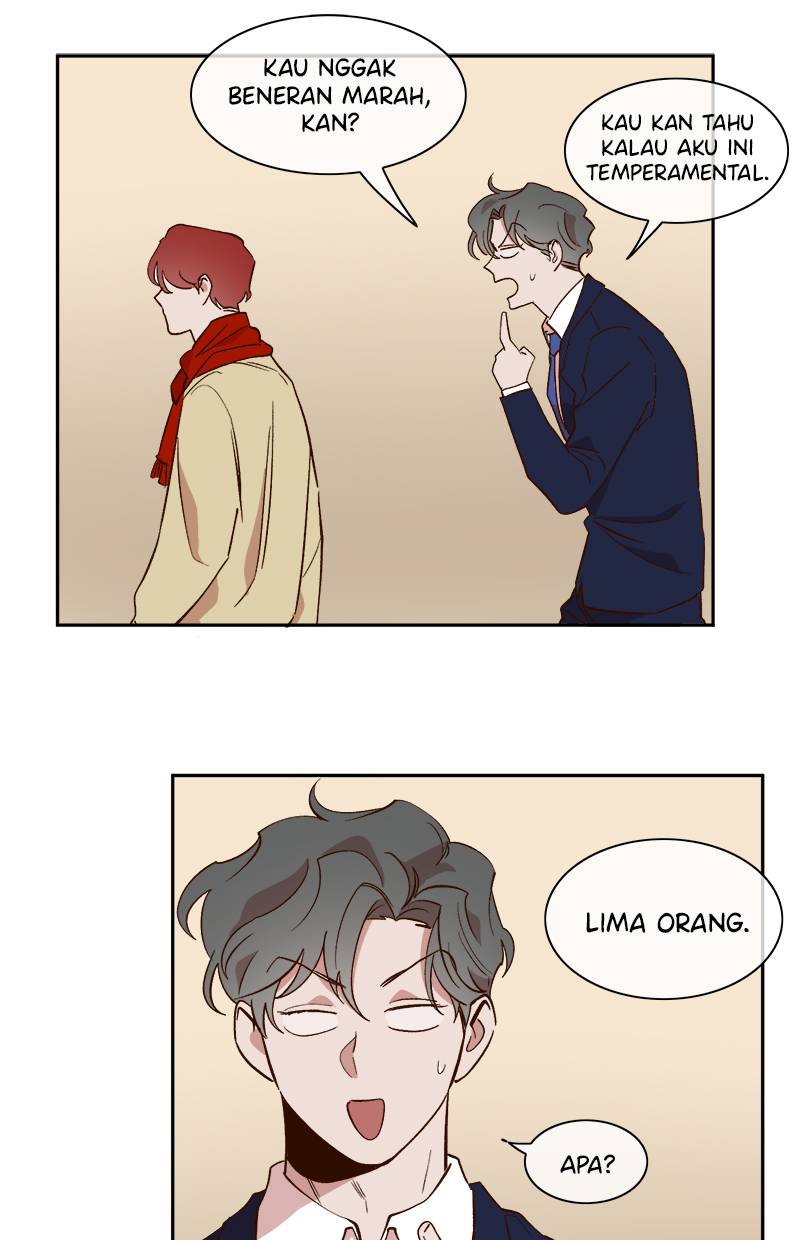 KAU NGGAK
BENERAN MARAH,
KAN?
KAU KAN TAHU
KALAU AKU INI
TEMPERAMENTAL.
LIMA ORANG.
APA?